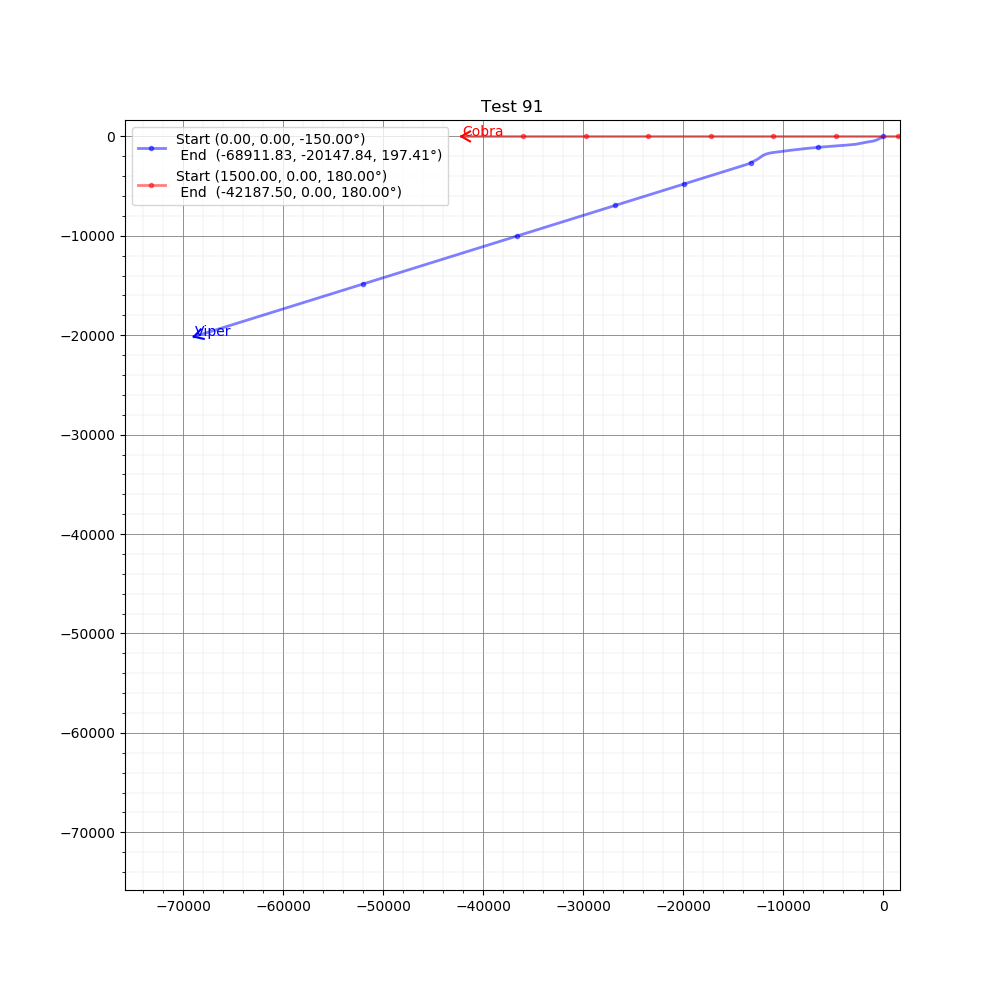 Test 91
Cobra
Start (0.00, 0.00, -150.00°)
End (-68911.83, -20147.84, 197.41°)
Start (1500.00, 0.00, 180.00°)
End (-42187.50, 0.00, 180.00°)
Viper
0
−10000
−20000
−30000
−40000
−50000
−60000
−70000
−70000 −60000 −50000 −40000 −30000 −20000 −10000 0